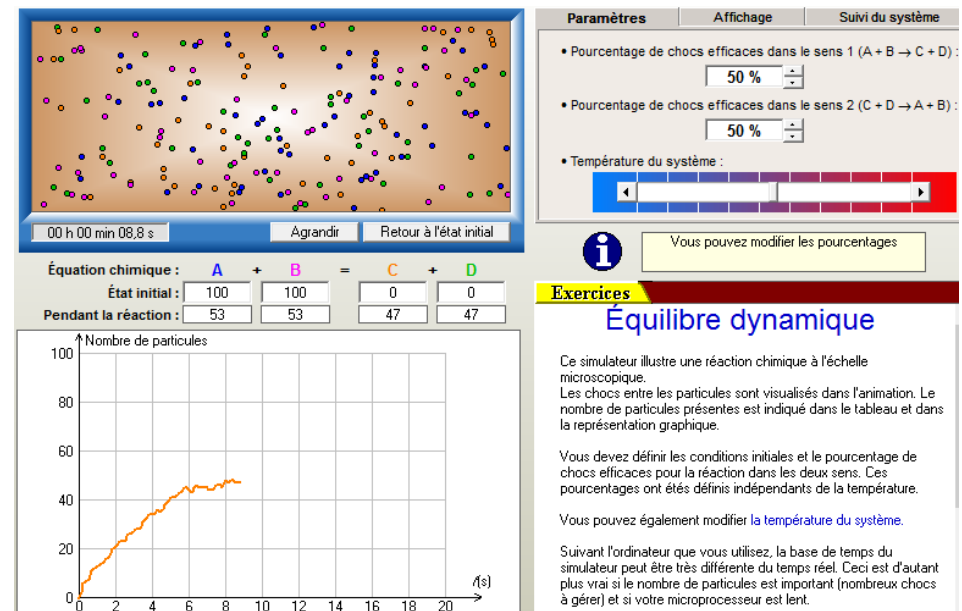 Paramètres Affichage Suivi du système
• Pourcentage de chocs efficaces dans le sens 1 (A + B → C + D) :
50 %
• Pourcentage de chocs efficaces dans le sens 2 (C + D → A + B) :
50 %
• Température du système :
Vous pouvez modifier les pourcentages
00 h 00 min 08,8 s Agrandir Retour à l'état initial
Équation chimique : A + B = C + D
État initial : 100 100 0 0
Pendant la réaction : 53 53 47 47
Nombre de particules
100
80
60
40
20
0
0 2 4 6 8 10 12 14 16 18 20
t(s)
Exercices
Équilibre dynamique
Ce simulateur illustre une réaction chimique à l'échelle
microscopique.
Les chocs entre les particules sont visualisés dans l'animation. Le
nombre de particules présentes est indiqué dans le tableau et dans
la représentation graphique.
Vous devez définir les conditions initiales et le pourcentage de
chocs efficaces pour la réaction dans les deux sens. Ces
pourcentages ont étés définis indépendants de la température.
Vous pouvez également modifier la température du système.
Suivant l'ordinateur que vous utilisez, la base de temps du
simulateur peut être très différente du temps réel. Ceci est d'autant
plus vrai si le nombre de particules est important (nombreux chocs
à gérer) et si votre microprocesseur est lent.